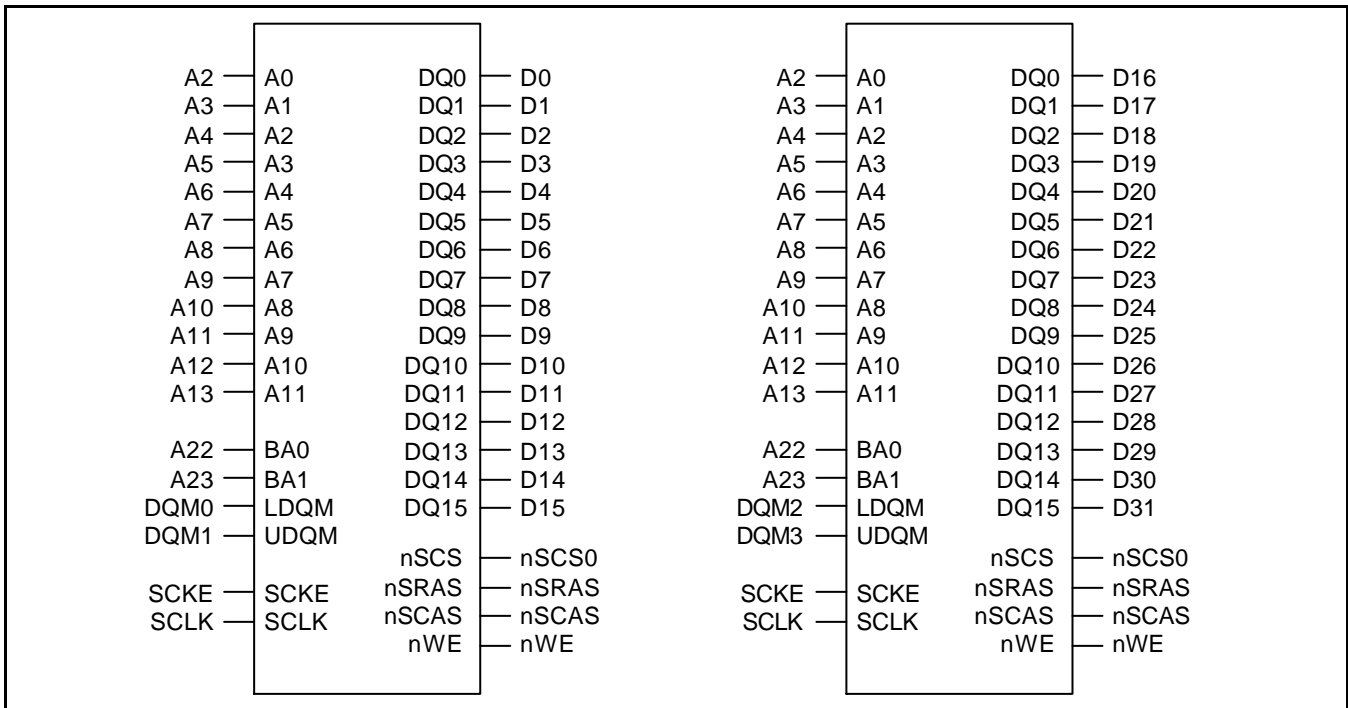 A2 A0 DQ0 D0 A2 A0 DQ0 D16
A3 A1 DQ1 D1 A3 A1 DQ1 D17
A4 A2 DQ2 D2 A4 A2 DQ2 D18
A5 A3 DQ3 D3 A5 A3 DQ3 D19
A6 A4 DQ4 D4 A6 A4 DQ4 D20
A7 A5 DQ5 D5 A7 A5 DQ5 D21
A8 A6 DQ6 D6 A8 A6 DQ6 D22
A9 A7 DQ7 D7 A9 A7 DQ7 D23
A10 A8 DQ8 D8 A10 A8 DQ8 D24
A11 A9 DQ9 D9 A11 A9 DQ9 D25
A12 A10 DQ10 D10 A12 A10 DQ10 D26
A13 A11 DQ11 D11 A13 A11 DQ11 D27
DQ12 D12 DQ12 D28
A22 BA0 DQ13 D13 A22 BA0 DQ13 D29
A23 BA1 DQ14 D14 A23 BA1 DQ14 D30
DQM0 LDQM DQ15 D15 DQM2 LDQM DQ15 D31
DQM1 UDQM DQM3 UDQM
nSCS nSCS0 nSCS nSCS0
SCKE SCKE nSRAS nSRAS SCKE SCKE nSRAS nSRAS
SCLK SCLK nSCAS nSCAS SCLK SCLK nSCAS nSCAS
nWE nWE nWE nWE